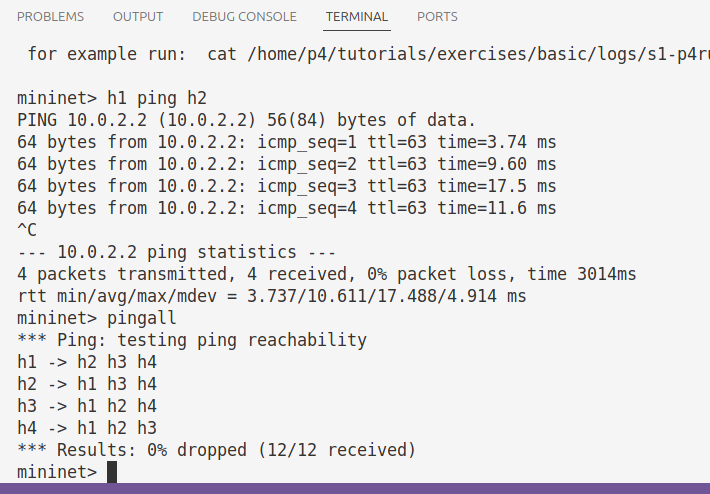 PROBLEMS OUTPUT DEBUG CONSOLE TERMINAL PORTS
for example run:  cat /home/p4/tutorials/exercises/basic/logs/s1-p4ru
mininet> h1 ping h2
PING 10.0.2.2 (10.0.2.2) 56(84) bytes of data.
64 bytes from 10.0.2.2: icmp_seq=1 ttl=63 time=3.74 ms
64 bytes from 10.0.2.2: icmp_seq=2 ttl=63 time=9.60 ms
64 bytes from 10.0.2.2: icmp_seq=3 ttl=63 time=17.5 ms
64 bytes from 10.0.2.2: icmp_seq=4 ttl=63 time=11.6 ms
^C
--- 10.0.2.2 ping statistics ---
4 packets transmitted, 4 received, 0% packet loss, time 3014ms
rtt min/avg/max/mdev = 3.737/10.611/17.488/4.914 ms
mininet> pingall
*** Ping: testing ping reachability
h1 -> h2 h3 h4
h2 -> h1 h3 h4
h3 -> h1 h2 h4
h4 -> h1 h2 h3
*** Results: 0% dropped (12/12 received)
mininet>